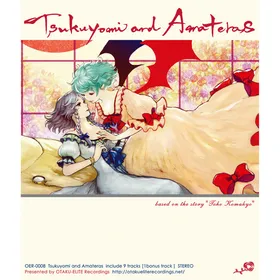 Tsukuyomi and Amateras
based on the story "Toho Komakyo"
OER-0008 Tsukuyomi and Amateras include 9 tracks [1bonus track] STEREO
Presented by OTAKU-ELITE Recordings http://otakueliterecordings.net/